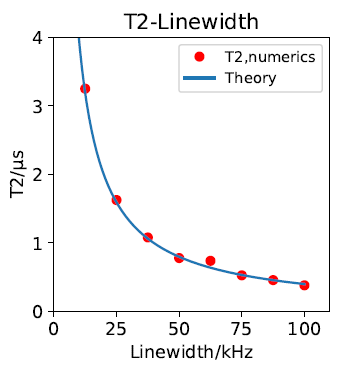 T2-Linewidth
T2,numerics
Theory
4
3
2
1
0
T2/μs
0 25 50 75 100
Linewidth/kHz